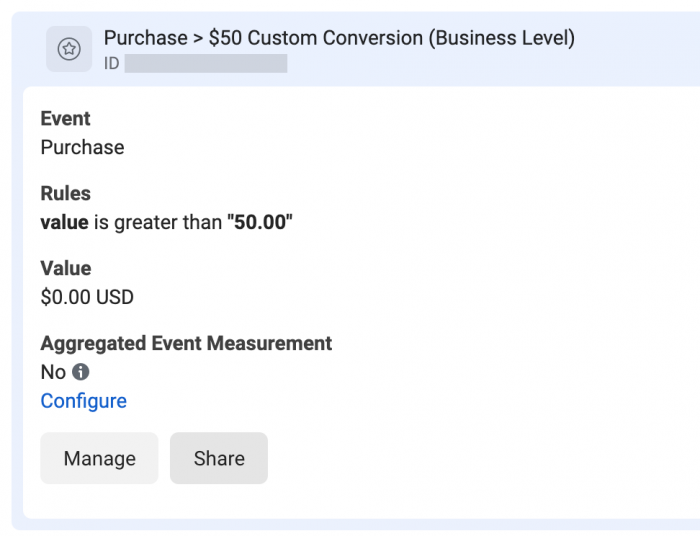 Purchase > $50 Custom Conversion (Business Level)
ID
Event
Purchase
Rules
value is greater than "50.00"
Value
$0.00 USD
Aggregated Event Measurement
No
Configure
Manage
Share